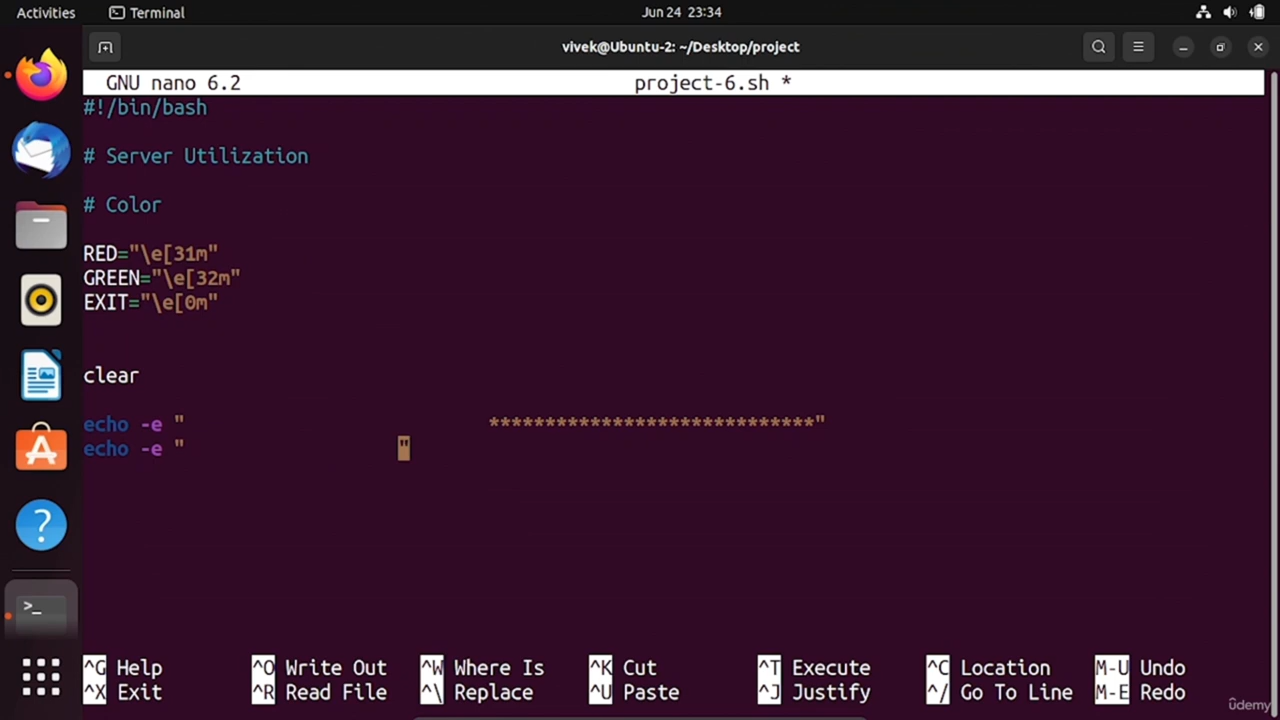 Activities Terminal Jun 24 23:34
vivek@Ubuntu-2: ~/Desktop/project
GNU nano 6.2 project-6.sh *
#!/bin/bash
# Server Utilization
# Color
RED="\e[31m"
GREEN="\e[32m"
EXIT="\e[0m"
clear
echo -e "                           *****************************"
echo -e "                   "
^G Help ^O Write Out ^W Where Is ^K Cut ^T Execute ^C Location M-U Undo
^X Exit ^R Read File ^\ Replace ^U Paste ^J Justify ^/ Go To Line M-E Redo
udemy